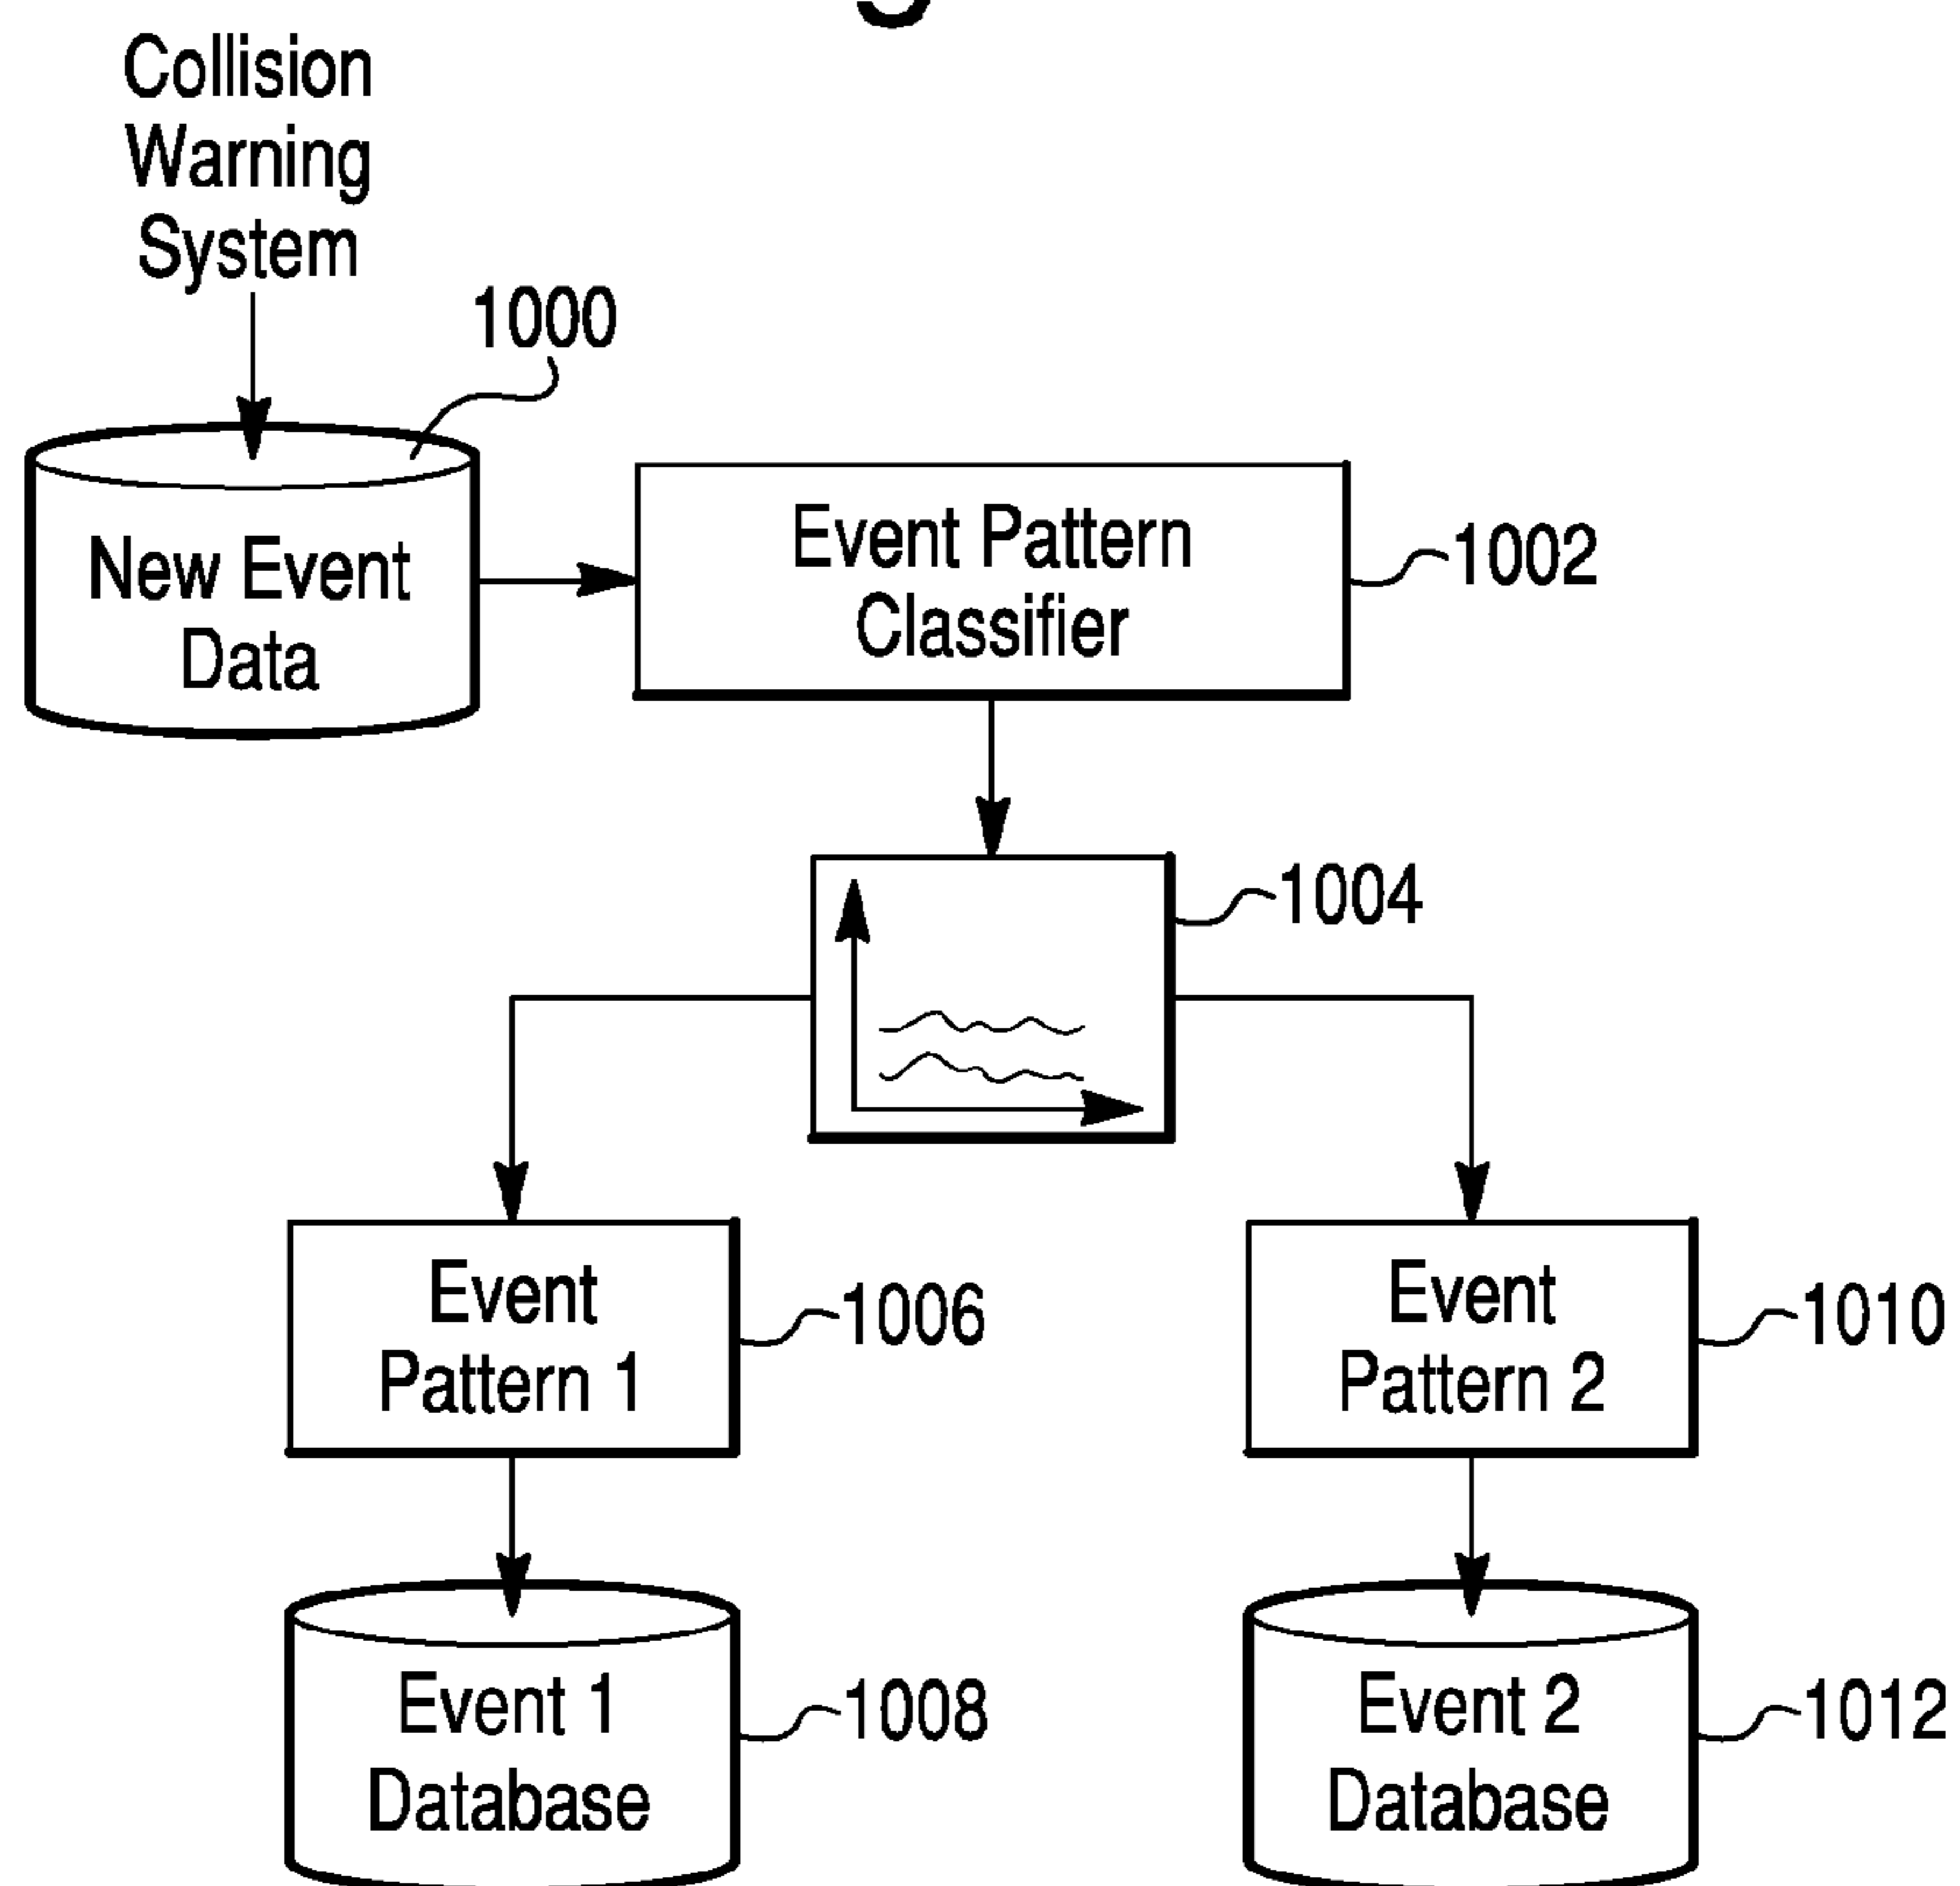 Collision
Warning
System
1000
New Event
Data
Event Pattern
Classifier
1002
1004
Event
Pattern 1
1006
Event
Pattern 2
1010
Event 1
Database
1008
Event 2
Database
1012